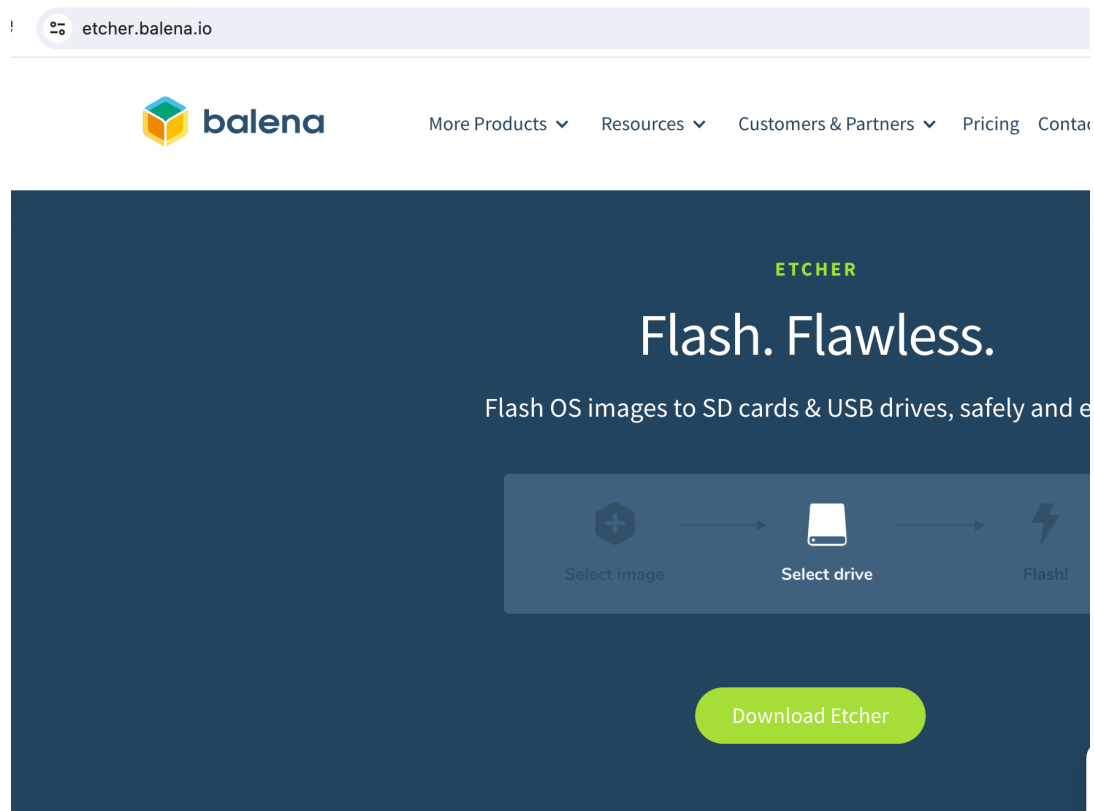 etcher.balena.io
balena
More Products Resources Customers & Partners Pricing Contac
ETCHER
Flash. Flawless.
Flash OS images to SD cards & USB drives, safely and e
Select image Select drive Flash!
Download Etcher